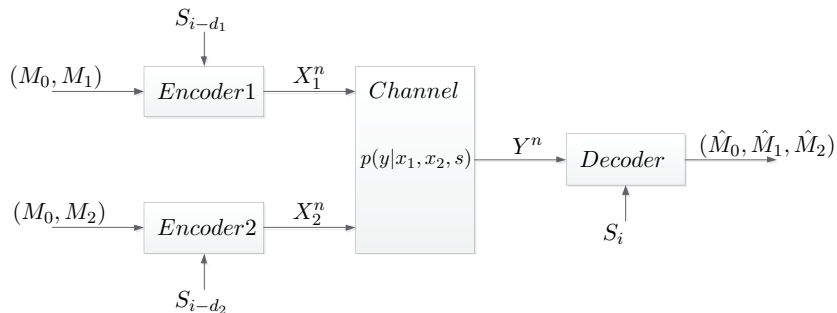 S_{i-d_1}
(M_0, M_1)
Encoder1
X_1^n
Channel
p(y|x_1, x_2, s)
Y^n
Decoder
(\hat{M}_0, \hat{M}_1, \hat{M}_2)
S_i
(M_0, M_2)
Encoder2
X_2^n
S_{i-d_2}